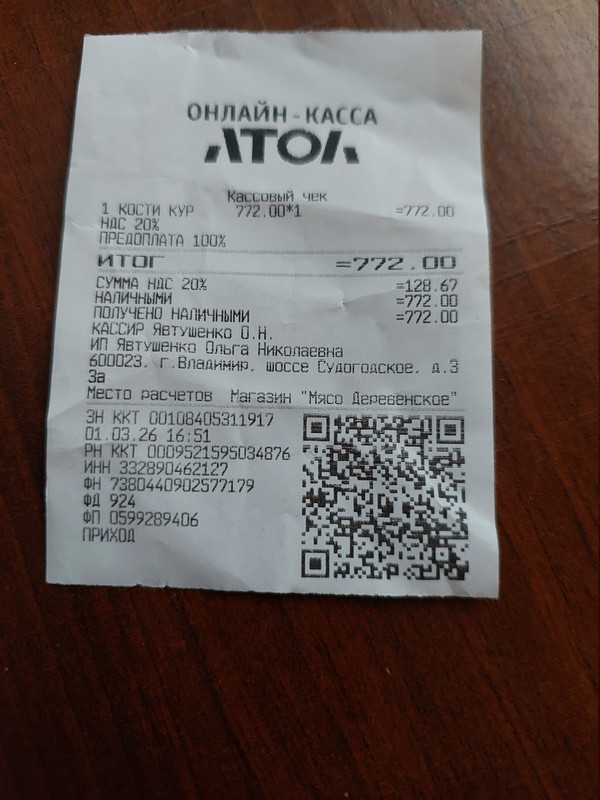 ОНЛАЙН-КАССА
АТОЛ
Кассовый чек
1 КОСТИ КУР 772.00*1 =772.00
НДС 20%
ПРЕДОПЛАТА 100%
ИТОГ =772.00
СУММА НДС 20% =128.67
НАЛИЧНЫМИ =772.00
ПОЛУЧЕНО НАЛИЧНЫМИ =772.00
КАССИР Явтушенко О.Н.
ИП Явтушенко Ольга Николаевна
600023, г.Владимир, шоссе Судогодское, д.3
3а
Место расчетов Магазин "Мясо Деревенское"
ЗН ККТ 00108405311917
01.03.26 16:51
РН ККТ 0009521595034876
ИНН 332890462127
ФН 7380440902577179
ФД 924
ФП 0599289406
ПРИХОД